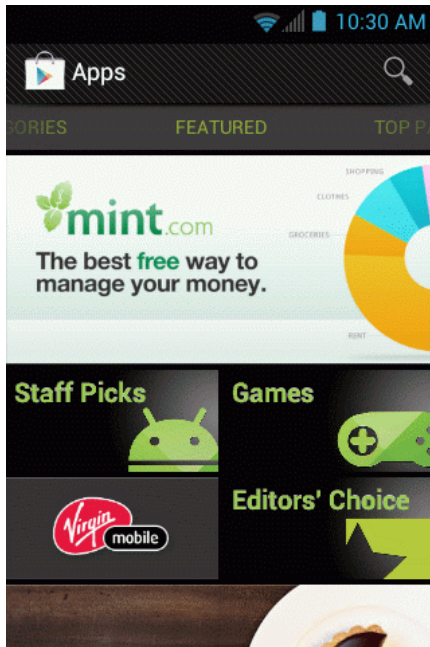 10:30 AM
Apps
GORIES FEATURED TOP PA
SHOPPING
CLOTHES
GROCERIES
mint.com
The best free way to
manage your money.
RENT
Staff Picks Games
Virgin
mobile
Editors' Choice